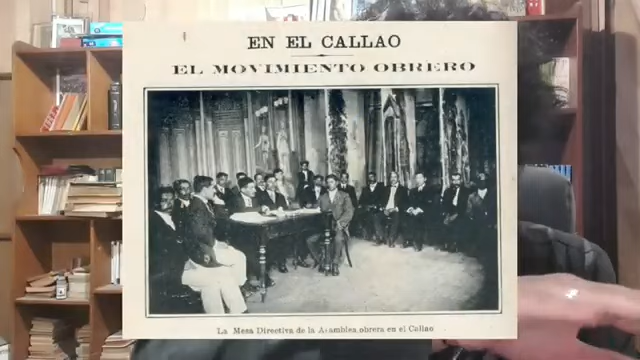 EN EL CALLAO
EL MOVIMIENTO OBRERO
La Mesa Directiva de la Asamblea obrera en el Callao